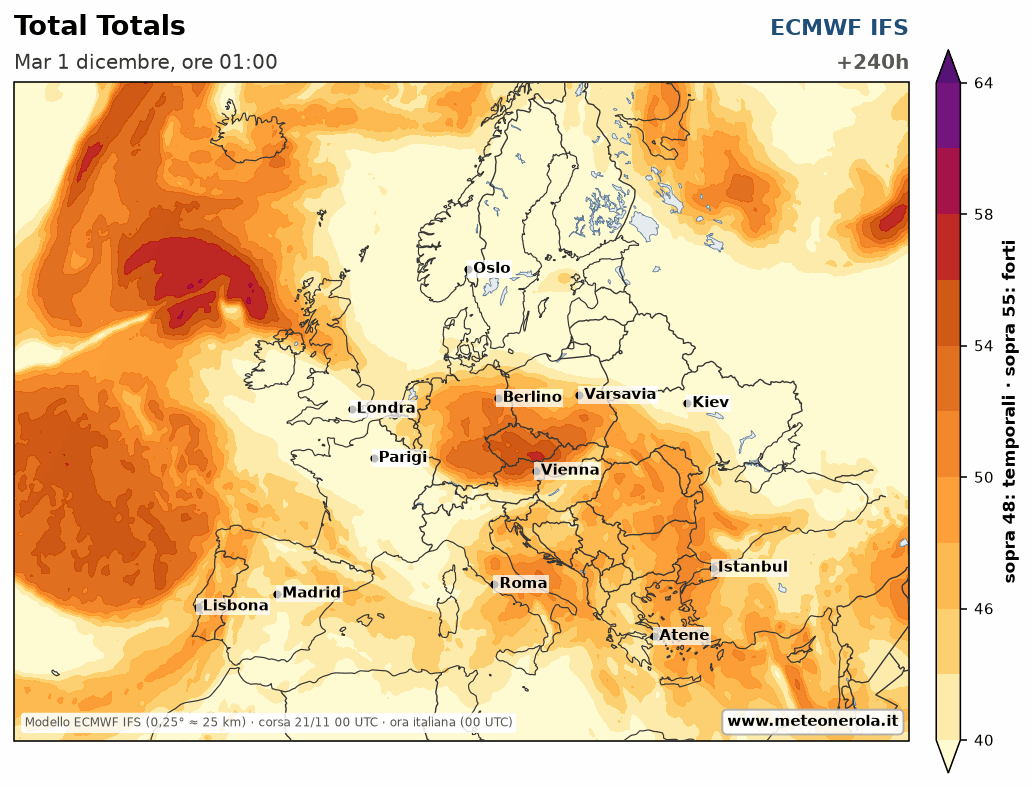 Total Totals
ECMWF IFS
Mar 1 dicembre, ore 01:00
+240h
64
58
54
50
46
40
sopra 48: temporali · sopra 55: forti
Oslo
Berlino
Varsavia
Kiev
Londra
Parigi
Vienna
Istanbul
Roma
Madrid
Lisbona
Atene
Modello ECMWF IFS (0,25° ≈ 25 km) · corsa 21/11 00 UTC · ora italiana (00 UTC)
www.meteonerola.it